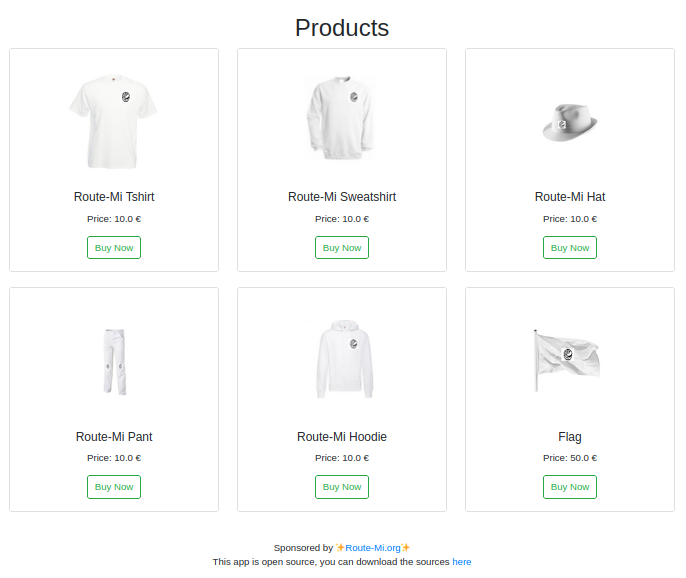 Products
Route-Mi Tshirt
Price: 10.0 €
Buy Now
Route-Mi Sweatshirt
Price: 10.0 €
Buy Now
Route-Mi Hat
Price: 10.0 €
Buy Now
Route-Mi Pant
Price: 10.0 €
Buy Now
Route-Mi Hoodie
Price: 10.0 €
Buy Now
Flag
Price: 50.0 €
Buy Now
Sponsored by ✨Route-Mi.org✨
This app is open source, you can download the sources here